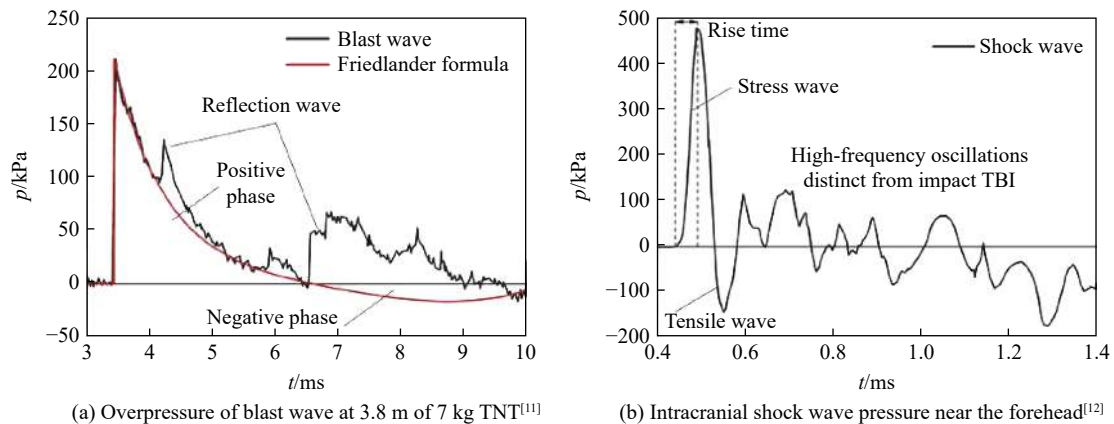 250
200
150
100
50
0
−50
p/kPa
Blast wave
Friedlander formula
Reflection wave
Positive
phase
Negative phase
3 4 5 6 7 8 9 10
t/ms
(a) Overpressure of blast wave at 3.8 m of 7 kg TNT[11]
500
400
300
200
100
0
−100
−200
p/kPa
Rise time
Shock wave
Stress wave
High-frequency oscillations
distinct from impact TBI
Tensile wave
0.4 0.6 0.8 1.0 1.2 1.4
t/ms
(b) Intracranial shock wave pressure near the forehead[12]